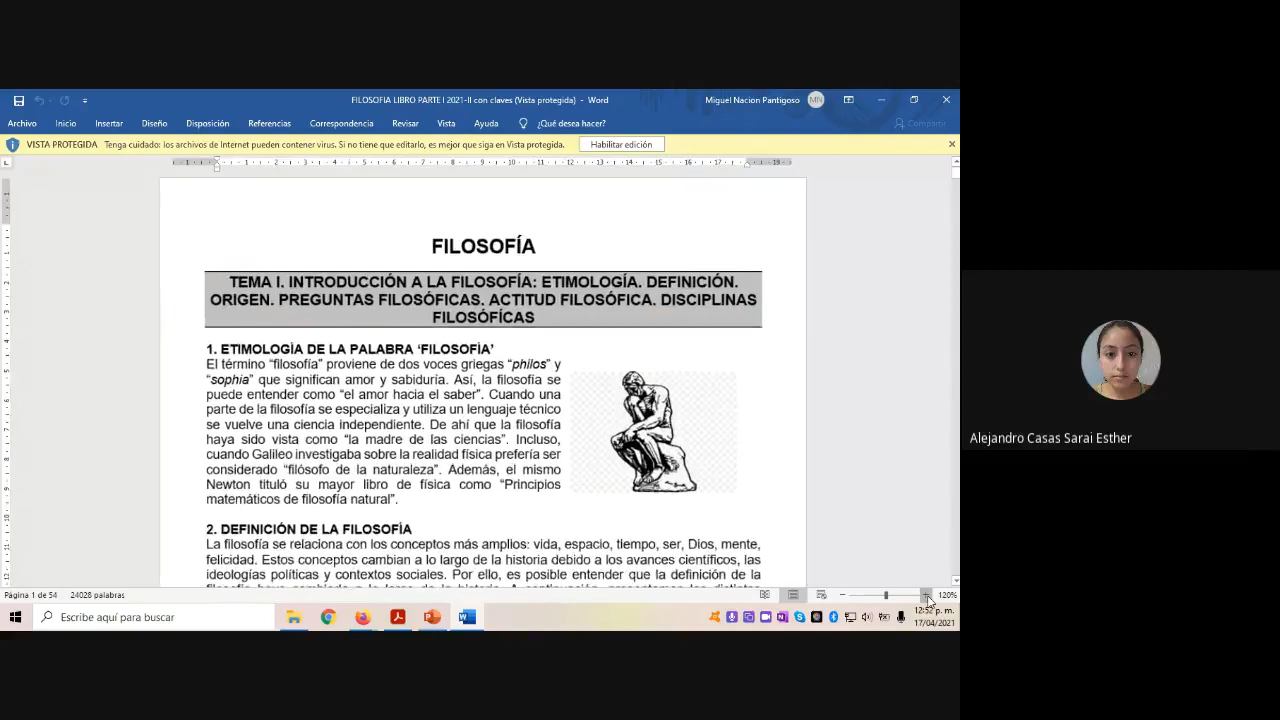 FILOSOFIA LIBRO PARTE I 2021-II con claves (Vista protegida) - Word
Miguel Nacion Pantigoso
MN
Archivo Inicio Insertar Diseño Disposición Referencias Correspondencia Revisar Vista Ayuda ¿Qué desea hacer?
Compartir
VISTA PROTEGIDA Tenga cuidado: los archivos de Internet pueden contener virus. Si no tiene que editarlo, es mejor que siga en Vista protegida.
Habilitar edición
FILOSOFÍA
TEMA I. INTRODUCCIÓN A LA FILOSOFÍA: ETIMOLOGÍA. DEFINICIÓN.
ORIGEN. PREGUNTAS FILOSÓFICAS. ACTITUD FILOSÓFICA. DISCIPLINAS
FILOSÓFÍCAS
1. ETIMOLOGÌA DE LA PALABRA ‘FILOSOFÌA’
El término “filosofía” proviene de dos voces griegas “philos” y
“sophia” que significan amor y sabiduría. Así, la filosofía se
puede entender como “el amor hacia el saber”. Cuando una
parte de la filosofía se especializa y utiliza un lenguaje técnico
se vuelve una ciencia independiente. De ahí que la filosofía
haya sido vista como “la madre de las ciencias”. Incluso,
cuando Galileo investigaba sobre la realidad física prefería ser
considerado “filósofo de la naturaleza”. Además, el mismo
Newton tituló su mayor libro de física como “Principios
matemáticos de filosofía natural”.
2. DEFINICIÓN DE LA FILOSOFÍA
La filosofía se relaciona con los conceptos más amplios: vida, espacio, tiempo, ser, Dios, mente,
felicidad. Estos conceptos cambian a lo largo de la historia debido a los avances científicos, las
ideologías políticas y contextos sociales. Por ello, es posible entender que la definición de la
Página 1 de 54 24028 palabras
120%
Escribe aquí para buscar
12:52 p. m.
17/04/2021
Alejandro Casas Sarai Esther